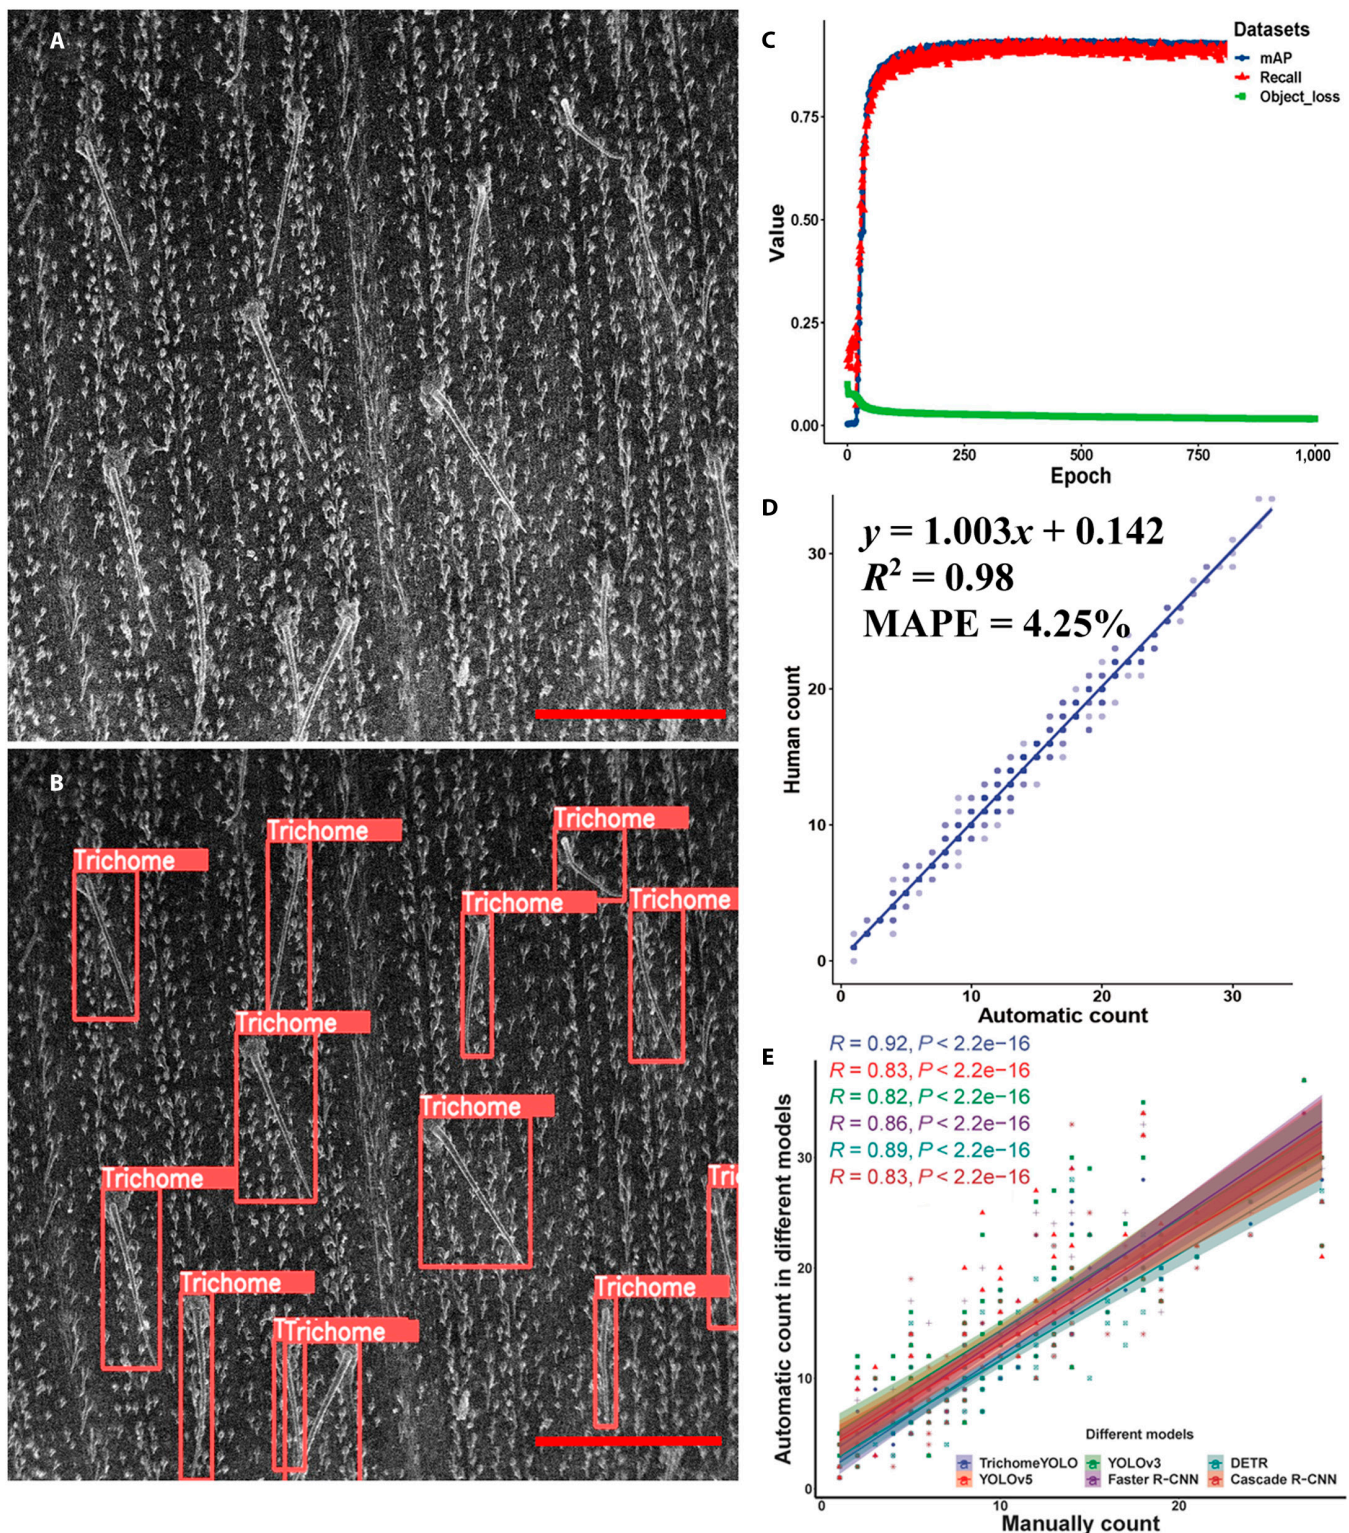 A
B
Trichome
Trichome
Trichome
Trichome
Trichome
Trichome
Trichome
Trichome
Tri
Trichome
Trichome
TTrichome
C
Datasets
mAP
Recall
Object_loss
Value
0.75
0.50
0.25
0.00
0 250 500 750 1,000
Epoch
D
y = 1.003x + 0.142
R² = 0.98
MAPE = 4.25%
Human count
30
20
10
0
0 10 20 30
Automatic count
E
R = 0.92, P < 2.2e−16
R = 0.83, P < 2.2e−16
R = 0.82, P < 2.2e−16
R = 0.86, P < 2.2e−16
R = 0.89, P < 2.2e−16
R = 0.83, P < 2.2e−16
Automatic count in different models
30
20
10
0
Different models
TrichomeYOLO YOLOv3 DETR
YOLOv5 Faster R-CNN Cascade R-CNN
0 10 20
Manually count